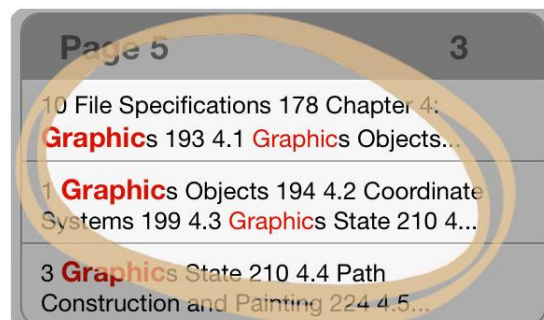 Page 5 3
10 File Specifications 178 Chapter 4:
Graphics 193 4.1 Graphics Objects...
1 Graphics Objects 194 4.2 Coordinate
Systems 199 4.3 Graphics State 210 4...
3 Graphics State 210 4.4 Path
Construction and Painting 224 4.5...